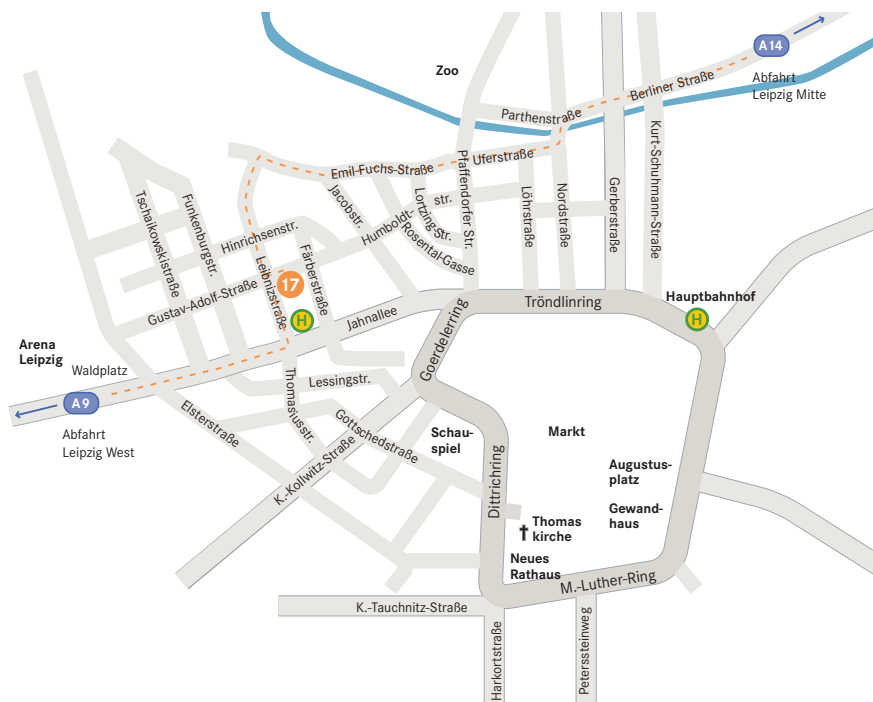 A 14
Zoo
Berliner Straße
Abfahrt
Leipzig Mitte
Parthenstraße
Kurt-Schuhmann-Straße
Uferstraße
Emil-Fuchs-Straße
Pfaffendorfer Str.
Tschaikowskistraße
Funkenburgstr.
Jacobstr.
Lortzing-Str.
Humboldt-
str.
Löhrstraße
Nordstraße
Gerberstraße
Hinrichsenstr.
Rosental-Gasse
Leibnizstraße
Färberstraße
17
Gustav-Adolf-Straße
H
Jahnallee
Tröndlinring
Hauptbahnhof
H
Goerdelerring
Arena
Leipzig
Waldplatz
A 9
Abfahrt
Leipzig West
Lessingstr.
Thomasiusstr.
Elsterstraße
Gottschedstraße
K.-Kollwitz-Straße
Schau-
spiel
Markt
Dittrichring
Augustus-
platz
Gewand-
haus
Thomas
kirche
Neues
Rathaus
M.-Luther-Ring
K.-Tauchnitz-Straße
Harkortstraße
Peterssteinweg